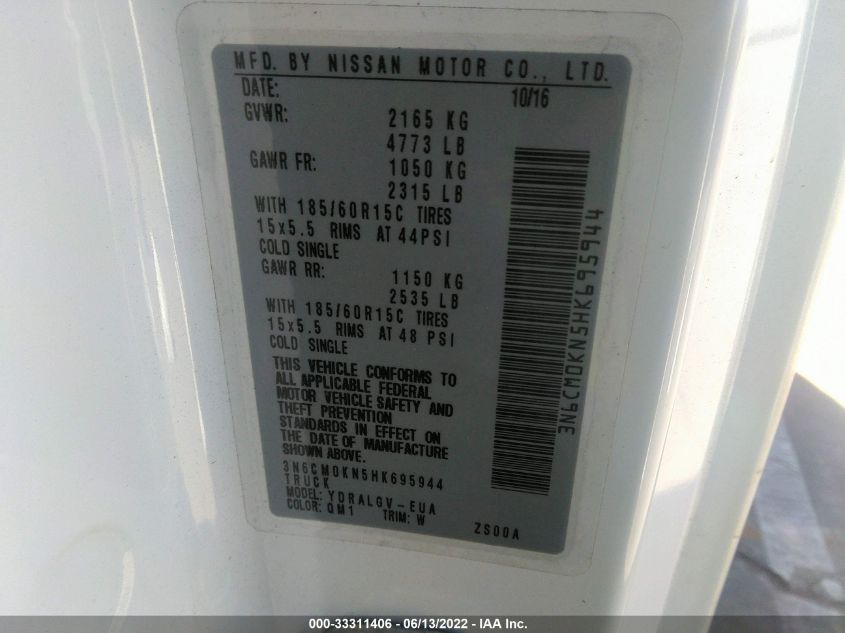 MFD. BY NISSAN MOTOR CO., LTD.
DATE: 10/16
GVWR: 2165 KG
4773 LB
GAWR FR: 1050 KG
2315 LB
WITH 185/60R15C TIRES
15x5.5 RIMS AT 44PSI
COLD SINGLE
GAWR RR: 1150 KG
2535 LB
WITH 185/60R15C TIRES
15x5.5 RIMS AT 48 PSI
COLD SINGLE
THIS VEHICLE CONFORMS TO
ALL APPLICABLE FEDERAL
MOTOR VEHICLE SAFETY AND
THEFT PREVENTION
STANDARDS IN EFFECT ON
THE DATE OF MANUFACTURE
SHOWN ABOVE.
3N6CM0KN5HK695944
TRUCK
MODEL: YDRALGV-EUA
COLOR: QM1 TRIM: W ZS00A
3N6CM0KN5HK695944
000-33311406 - 06/13/2022 - IAA Inc.